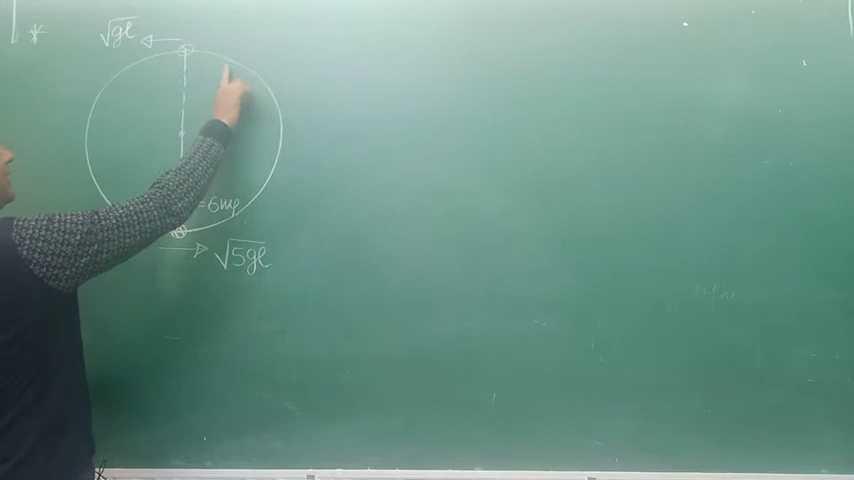 *
√gl
= 6mg
√5gl